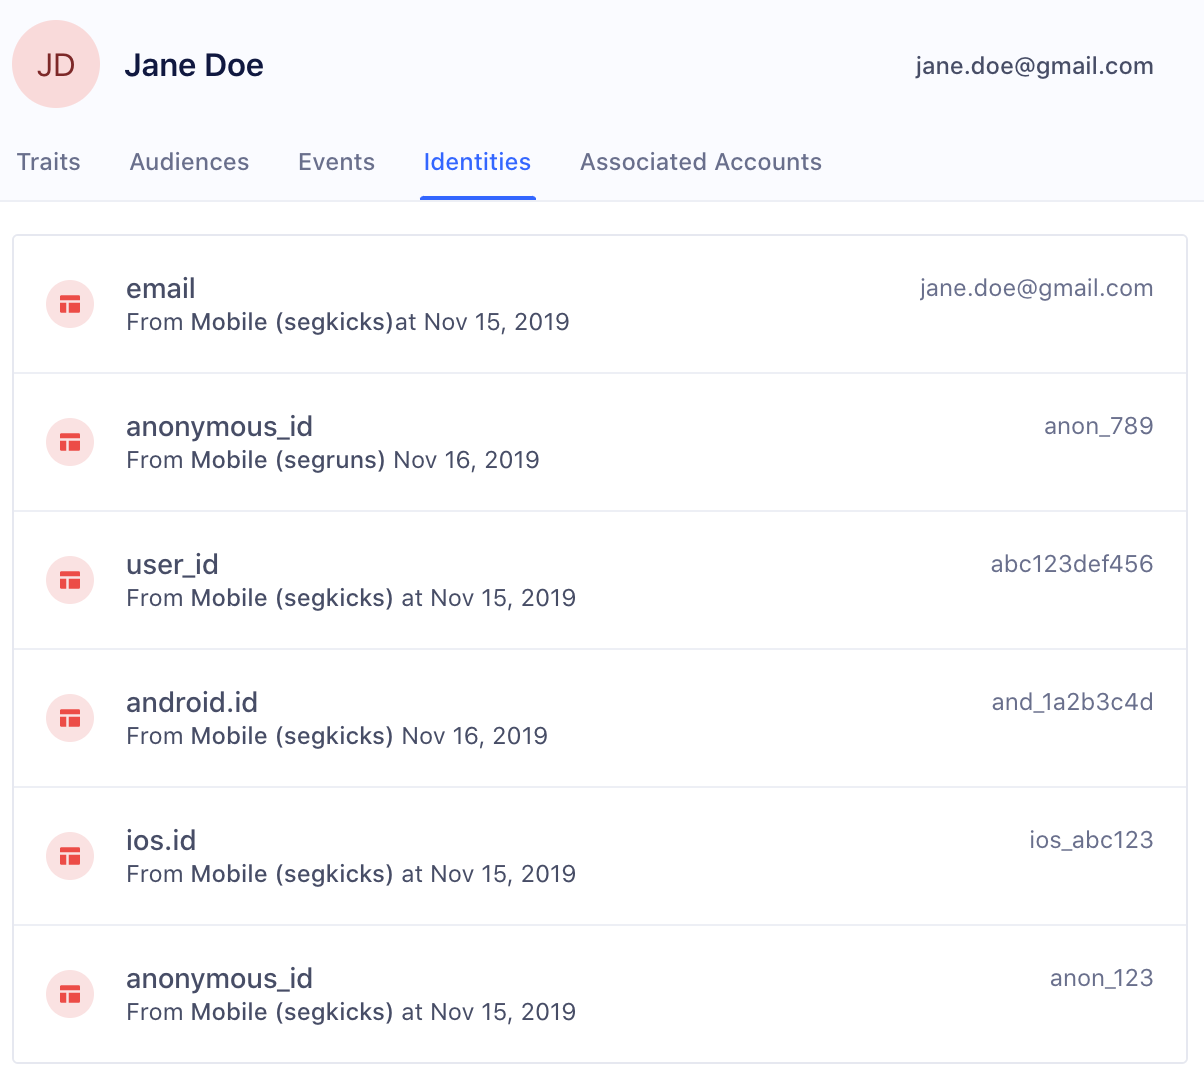 JD
Jane Doe
jane.doe@gmail.com
Traits Audiences Events Identities Associated Accounts
email
jane.doe@gmail.com
From Mobile (segkicks)at Nov 15, 2019
anonymous_id
anon_789
From Mobile (segruns) Nov 16, 2019
user_id
abc123def456
From Mobile (segkicks) at Nov 15, 2019
android.id
and_1a2b3c4d
From Mobile (segkicks) Nov 16, 2019
ios.id
ios_abc123
From Mobile (segkicks) at Nov 15, 2019
anonymous_id
anon_123
From Mobile (segkicks) at Nov 15, 2019